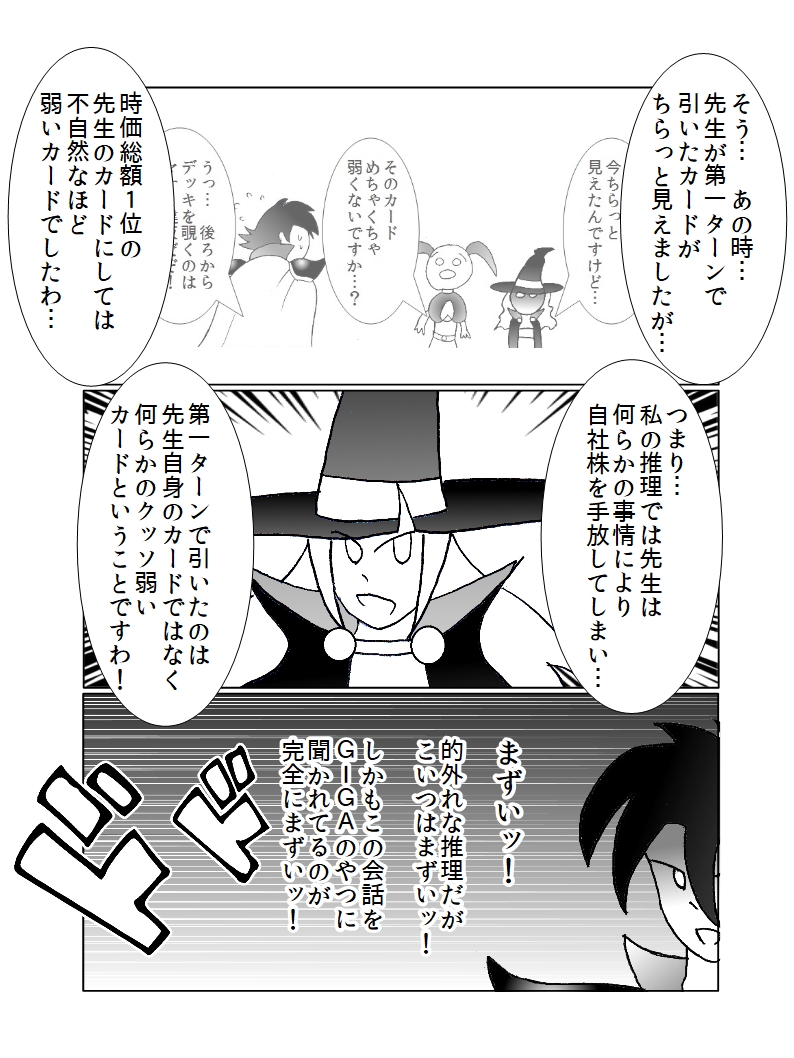 そう… あの時…
先生が第一ターンで
引いたカードが
ちらっと見えましたが…
今ちらっと
見えたんですけど…
そのカード
めちゃくちゃ
弱くないですか…？
うっ… 後ろから
デッキを覗くのは
時価総額１位の
先生のカードにしては
不自然なほど
弱いカードでしたわ…
つまり…
私の推理では先生は
何らかの事情により
自社株を手放してしまい…
第一ターンで引いたのは
先生自身のカードではなく
何らかのクッソ弱い
カードということですわ！
まずいッ！
的外れな推理だが
こいつはまずいッ！
しかもこの会話を
ＧＩＧＡのやつに
聞かれてるのが
完全にまずいッ！
ド
ド